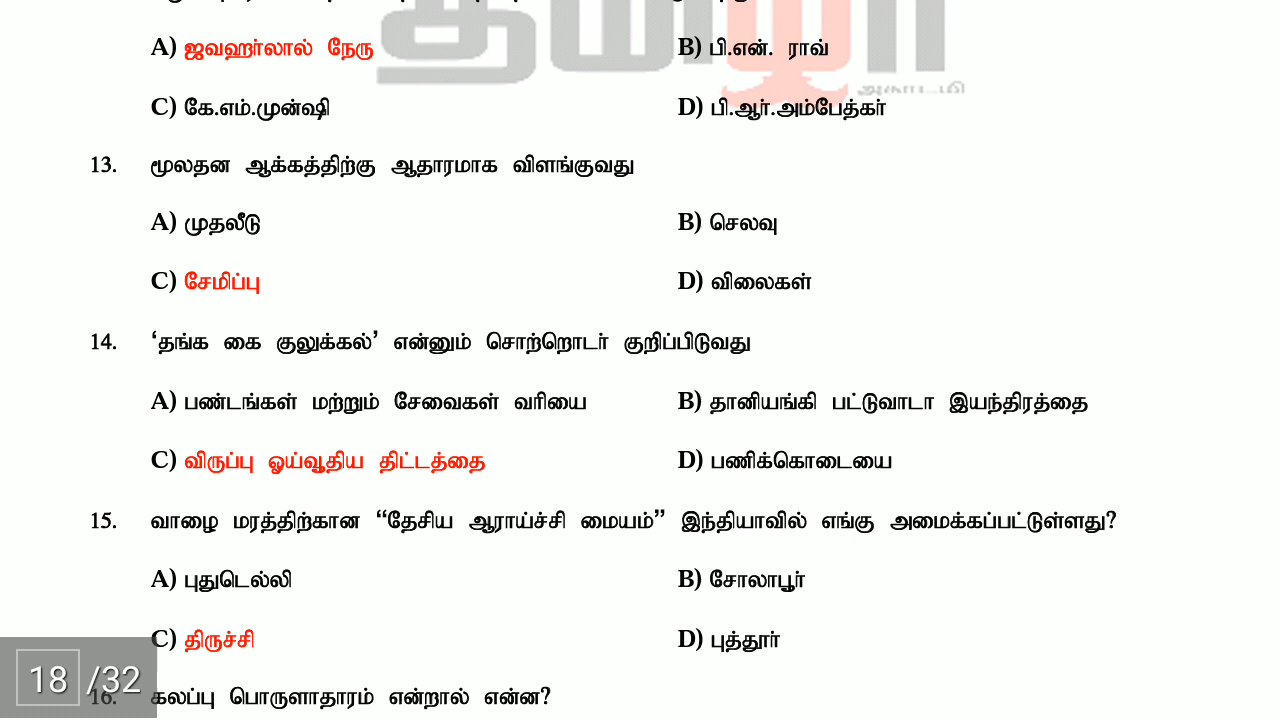 A) ஜவஹர்லால் நேரு B) பி.என். ராவ்
C) கே.எம்.முன்ஷி D) பி.ஆர்.அம்பேத்கர்
13. மூலதன ஆக்கத்திற்கு ஆதாரமாக விளங்குவது
A) முதலீடு B) செலவு
C) சேமிப்பு D) விலைகள்
14. ‘தங்க கை குலுக்கல்’ என்னும் சொற்றொடர் குறிப்பிடுவது
A) பண்டங்கள் மற்றும் சேவைகள் வரியை B) தானியங்கி பட்டுவாடா இயந்திரத்தை
C) விருப்ப ஓய்வூதிய திட்டத்தை D) பணிக்கொடையை
15. வாழை மரத்திற்கான “தேசிய ஆராய்ச்சி மையம்” இந்தியாவில் எங்கு அமைக்கப்பட்டுள்ளது?
A) புதுடெல்லி B) சோலாபூர்
C) திருச்சி D) புத்தூர்
16. கலப்பு பொருளாதாரம் என்றால் என்ன?
18 /32